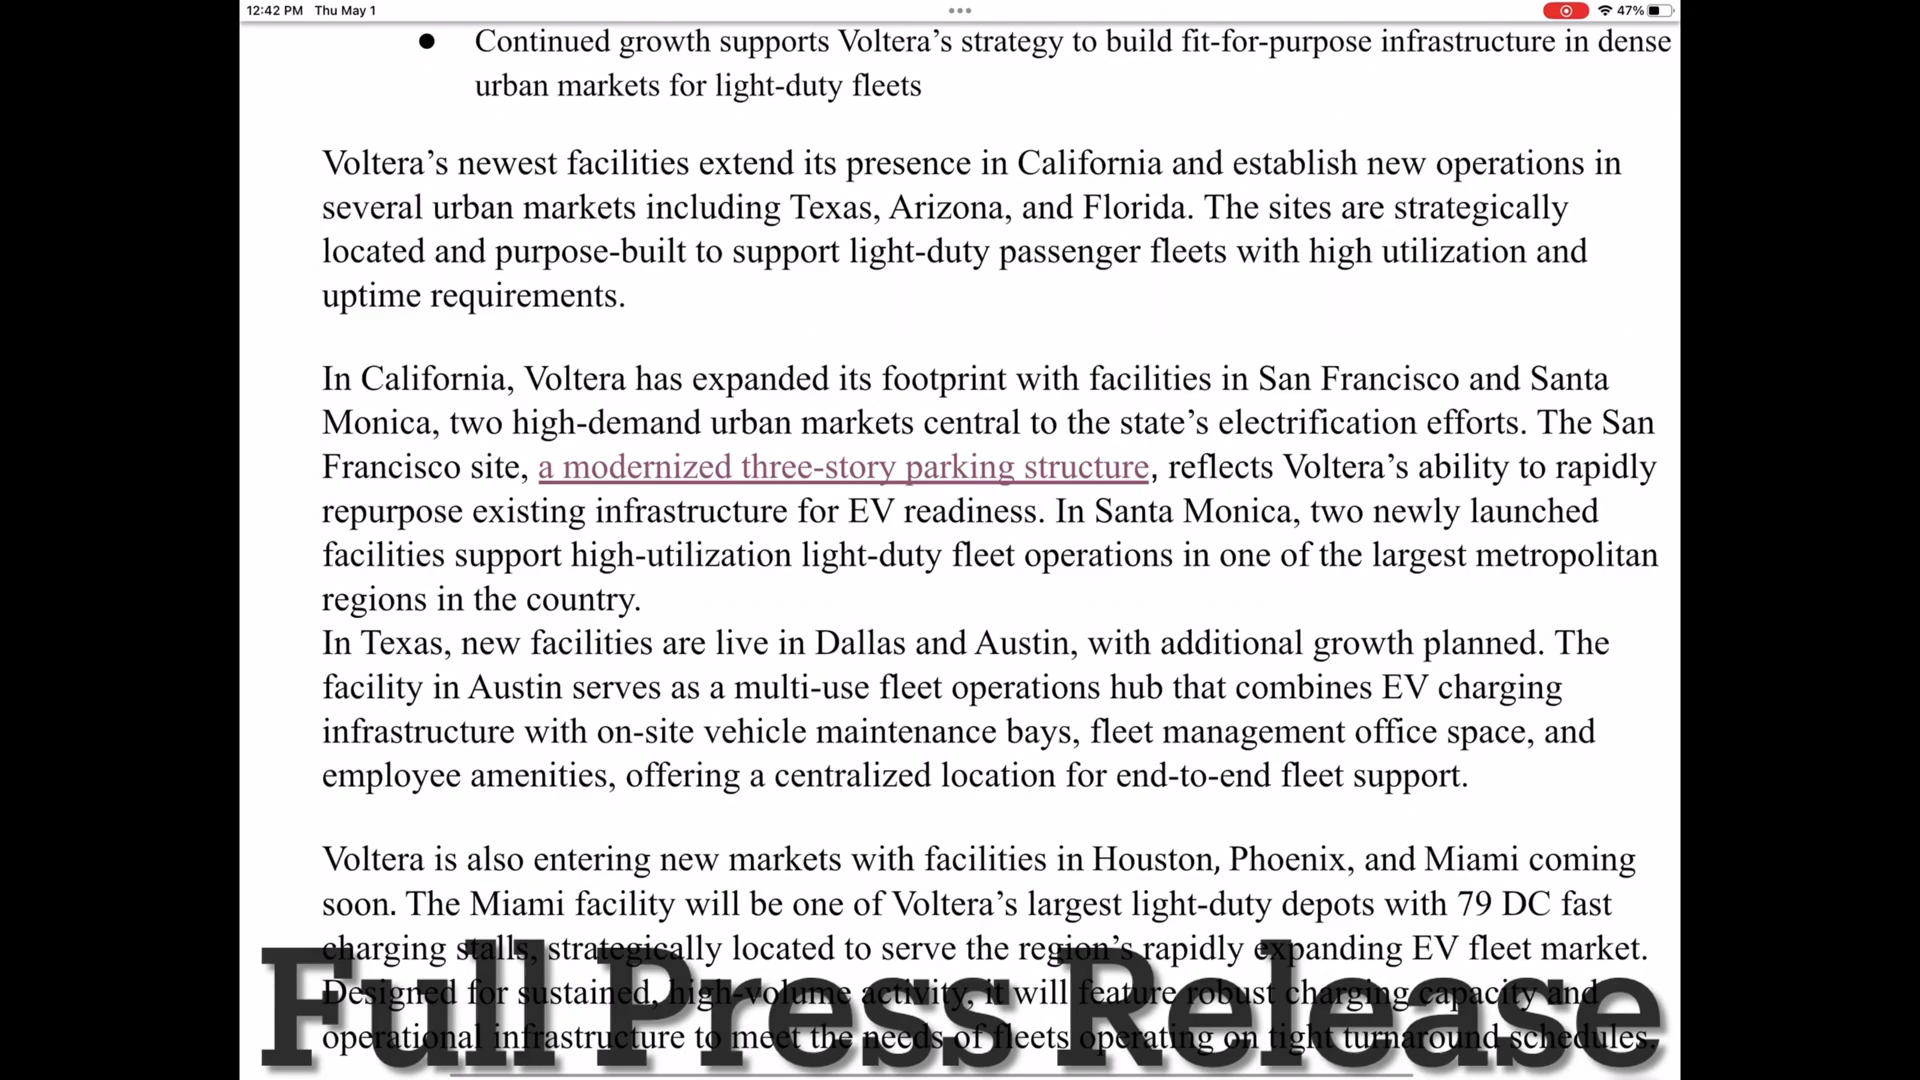 12:42 PM Thu May 1
47%
● Continued growth supports Voltera’s strategy to build fit-for-purpose infrastructure in dense
urban markets for light-duty fleets
Voltera’s newest facilities extend its presence in California and establish new operations in
several urban markets including Texas, Arizona, and Florida. The sites are strategically
located and purpose-built to support light-duty passenger fleets with high utilization and
uptime requirements.
In California, Voltera has expanded its footprint with facilities in San Francisco and Santa
Monica, two high-demand urban markets central to the state’s electrification efforts. The San
Francisco site, a modernized three-story parking structure, reflects Voltera’s ability to rapidly
repurpose existing infrastructure for EV readiness. In Santa Monica, two newly launched
facilities support high-utilization light-duty fleet operations in one of the largest metropolitan
regions in the country.
In Texas, new facilities are live in Dallas and Austin, with additional growth planned. The
facility in Austin serves as a multi-use fleet operations hub that combines EV charging
infrastructure with on-site vehicle maintenance bays, fleet management office space, and
employee amenities, offering a centralized location for end-to-end fleet support.
Voltera is also entering new markets with facilities in Houston, Phoenix, and Miami coming
soon. The Miami facility will be one of Voltera’s largest light-duty depots with 79 DC fast
charging stalls, strategically located to serve the region’s rapidly expanding EV fleet market.
Designed for sustained, high-volume activity, it will feature robust charging capacity and
operational infrastructure to meet the needs of fleets operating on tight turnaround schedules.
Full Press Release